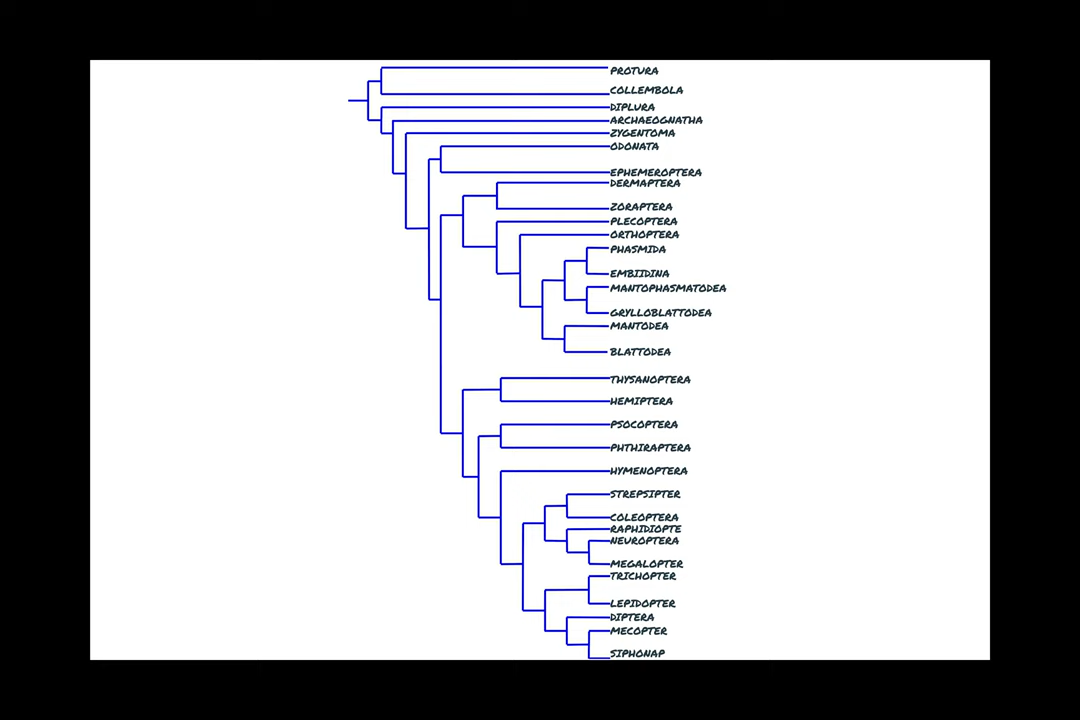 PROTURA
COLLEMBOLA
DIPLURA
ARCHAEOGNATHA
ZYGENTOMA
ODONATA
EPHEMEROPTERA
DERMAPTERA
ZORAPTERA
PLECOPTERA
ORTHOPTERA
PHASMIDA
EMBIIDINA
MANTOPHASMATODEA
GRYLLOBLATTODEA
MANTODEA
BLATTODEA
THYSANOPTERA
HEMIPTERA
PSOCOPTERA
PHTHIRAPTERA
HYMENOPTERA
STREPSIPTER
COLEOPTERA
RAPHIDIOPTE
NEUROPTERA
MEGALOPTER
TRICHOPTER
LEPIDOPTER
DIPTERA
MECOPTER
SIPHONAP